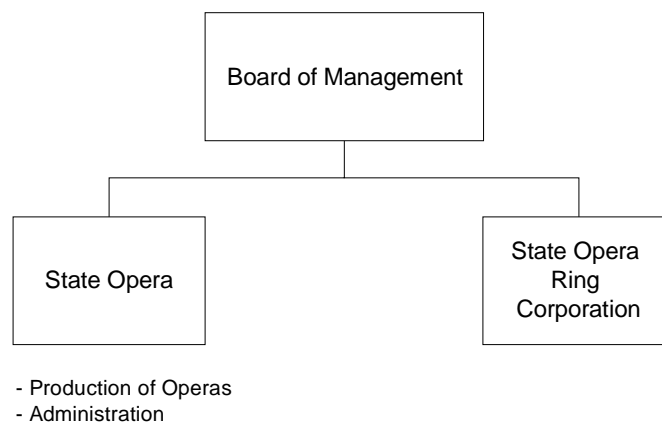 Board of Management
State Opera
State Opera
Ring
Corporation
- Production of Operas
- Administration